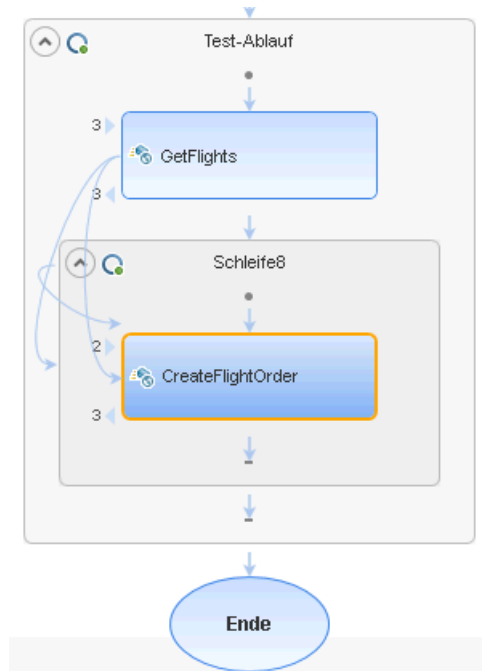 Test-Ablauf
3
GetFlights
3
Schleife8
2
CreateFlightOrder
3
Ende